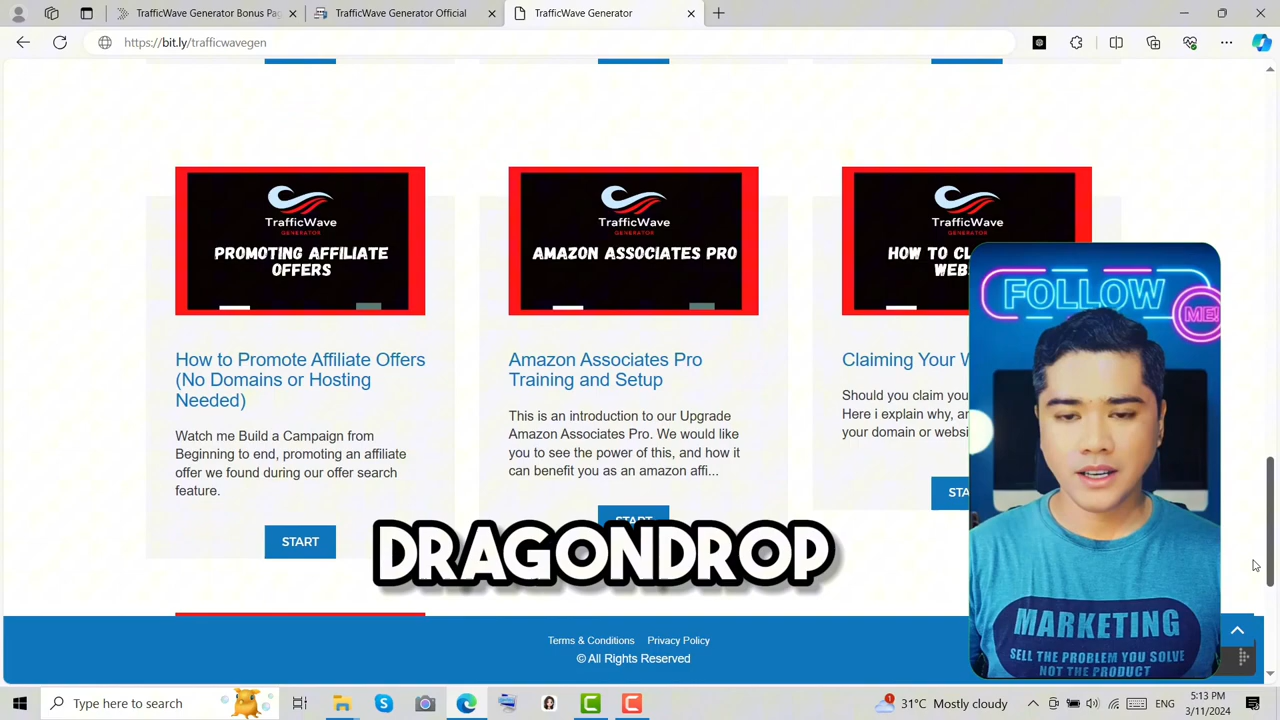 TrafficWave Generator Bonus Pag
TrafficWave Generator Official
TrafficWave Generator
https://bit.ly/trafficwavegen
TrafficWave
GENERATOR
PROMOTING AFFILIATE
OFFERS
TrafficWave
GENERATOR
AMAZON ASSOCIATES PRO
TrafficWave
GENERATOR
HOW TO CL
WEBS
FOLLOW
ME!
How to Promote Affiliate Offers
(No Domains or Hosting
Needed)
Watch me Build a Campaign from
Beginning to end, promoting an affiliate
offer we found during our offer search
feature.
START
Amazon Associates Pro
Training and Setup
This is an introduction to our Upgrade
Amazon Associates Pro. We would like
you to see the power of this, and how it
can benefit you as an amazon affi...
START
Claiming Your W
Should you claim you
Here i explain why, an
your domain or websi
STA
DRAGONDROP
MARKETING
SELL THE PROBLEM YOU SOLVE
NOT THE PRODUCT
Terms & Conditions Privacy Policy
© All Rights Reserved
Type here to search
1
31°C Mostly cloudy
5:13 PM
3/11/2024